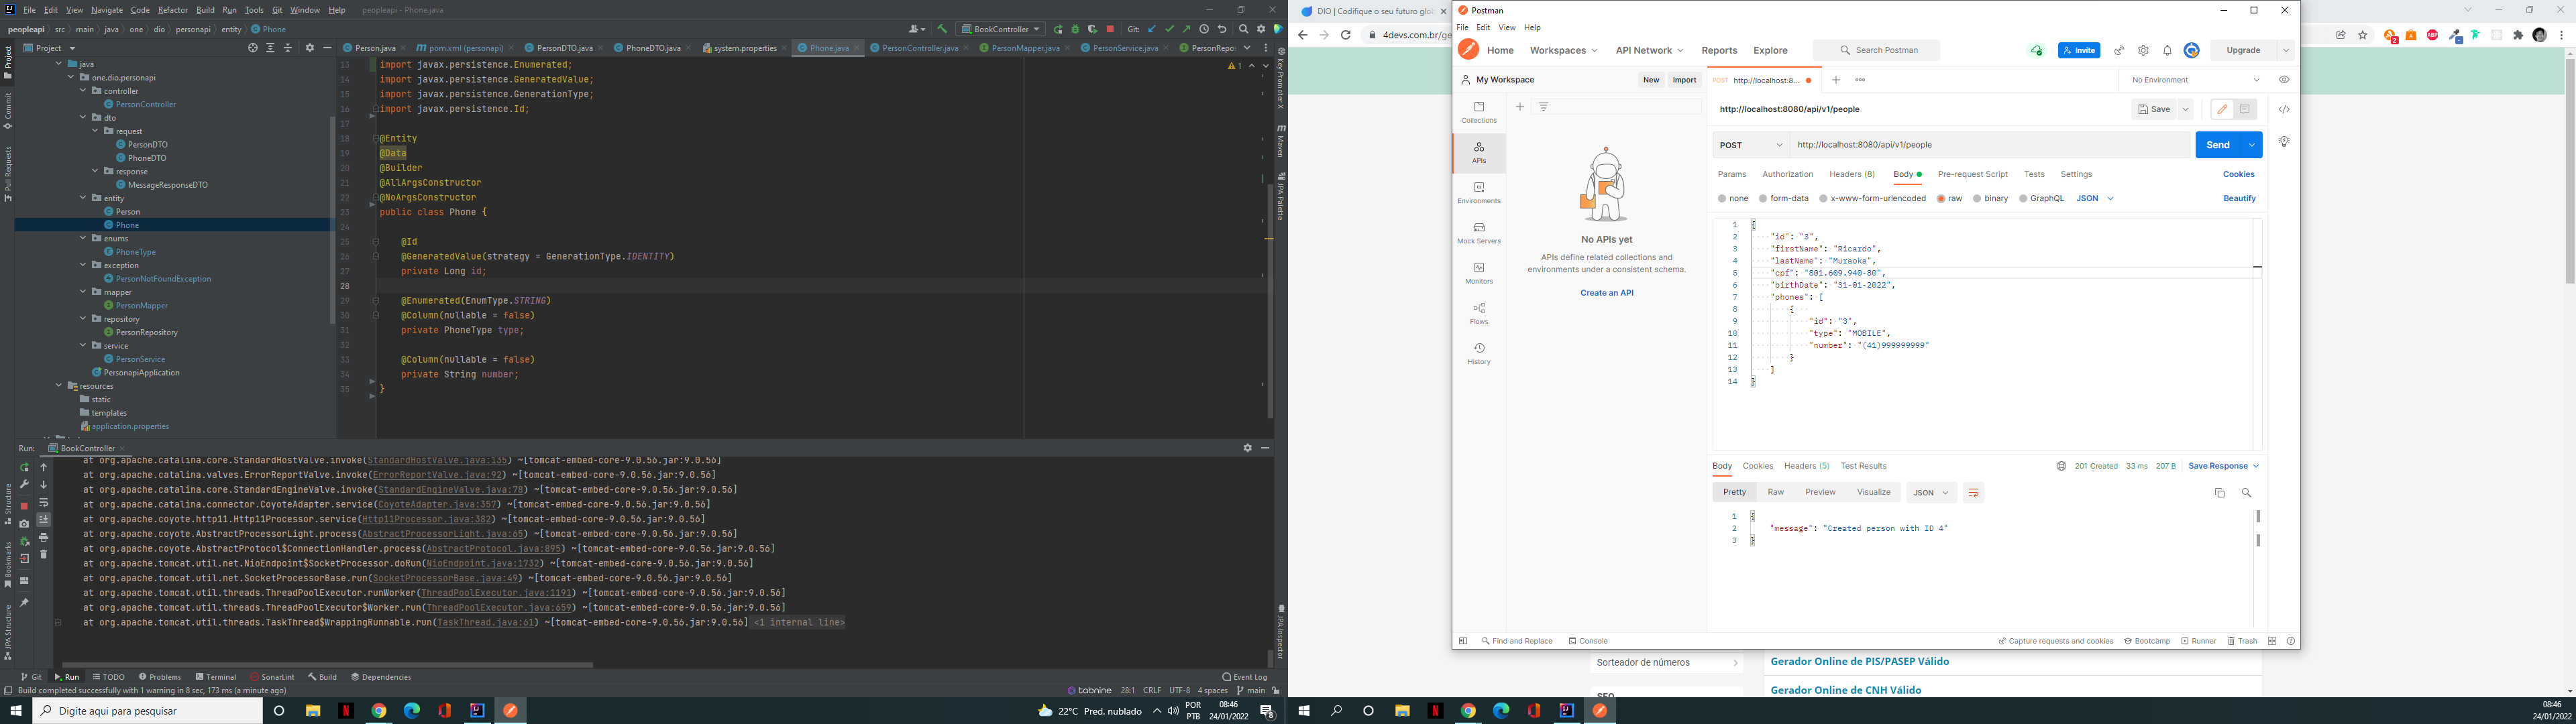 File Edit View Navigate Code Refactor Build Run Tools Git Window Help peopleapi - Phone.java
peopleapi src main java one dio personapi entity Phone
BookController Git:
Project
Person.java pom.xml (personapi) PersonDTO.java PhoneDTO.java system.properties Phone.java PersonController.java PersonMapper.java PersonService.java PersonRepo
java
one.dio.personapi
controller
PersonController
dto
request
PersonDTO
PhoneDTO
response
MessageResponseDTO
entity
Person
Phone
enums
PhoneType
exception
PersonNotFoundException
mapper
PersonMapper
repository
PersonRepository
service
PersonService
PersonapiApplication
resources
static
templates
application.properties
Project
Commit
Pull Requests
Structure
Bookmarks
JPA Structure
13 import javax.persistence.Enumerated;
14 import javax.persistence.GeneratedValue;
15 import javax.persistence.GenerationType;
16 import javax.persistence.Id;
17
18 @Entity
19 @Data
20 @Builder
21 @AllArgsConstructor
22 @NoArgsConstructor
23 public class Phone {
24
25 @Id
26 @GeneratedValue(strategy = GenerationType.IDENTITY)
27 private Long id;
28
29 @Enumerated(EnumType.STRING)
30 @Column(nullable = false)
31 private PhoneType type;
32
33 @Column(nullable = false)
34 private String number;
35 }
1
Key Promoter X
Maven
JPA Palette
JPA Inspector
Run: BookController
at org.apache.catalina.core.StandardHostValve.invoke(StandardHostValve.java:135) ~[tomcat-embed-core-9.0.56.jar:9.0.56]
at org.apache.catalina.valves.ErrorReportValve.invoke(ErrorReportValve.java:92) ~[tomcat-embed-core-9.0.56.jar:9.0.56]
at org.apache.catalina.core.StandardEngineValve.invoke(StandardEngineValve.java:78) ~[tomcat-embed-core-9.0.56.jar:9.0.56]
at org.apache.catalina.connector.CoyoteAdapter.service(CoyoteAdapter.java:357) ~[tomcat-embed-core-9.0.56.jar:9.0.56]
at org.apache.coyote.http11.Http11Processor.service(Http11Processor.java:382) ~[tomcat-embed-core-9.0.56.jar:9.0.56]
at org.apache.coyote.AbstractProcessorLight.process(AbstractProcessorLight.java:65) ~[tomcat-embed-core-9.0.56.jar:9.0.56]
at org.apache.coyote.AbstractProtocol$ConnectionHandler.process(AbstractProtocol.java:895) ~[tomcat-embed-core-9.0.56.jar:9.0.56]
at org.apache.tomcat.util.net.NioEndpoint$SocketProcessor.doRun(NioEndpoint.java:1732) ~[tomcat-embed-core-9.0.56.jar:9.0.56]
at org.apache.tomcat.util.net.SocketProcessorBase.run(SocketProcessorBase.java:49) ~[tomcat-embed-core-9.0.56.jar:9.0.56]
at org.apache.tomcat.util.threads.ThreadPoolExecutor.runWorker(ThreadPoolExecutor.java:1191) ~[tomcat-embed-core-9.0.56.jar:9.0.56]
at org.apache.tomcat.util.threads.ThreadPoolExecutor$Worker.run(ThreadPoolExecutor.java:659) ~[tomcat-embed-core-9.0.56.jar:9.0.56]
at org.apache.tomcat.util.threads.TaskThread$WrappingRunnable.run(TaskThread.java:61) ~[tomcat-embed-core-9.0.56.jar:9.0.56] <1 internal line>
Git Run TODO Problems Terminal SonarLint Build Dependencies Event Log
Build completed successfully with 1 warning in 8 sec, 173 ms (a minute ago) tabnine 28:1 CRLF UTF-8 4 spaces main
Digite aqui para pesquisar 22°C Pred. nublado POR PTB 08:46 24/01/2022 8
DIO | Codifique o seu futuro glo
4devs.com.br/ge
Postman
File Edit View Help
Home Workspaces API Network Reports Explore Search Postman Invite Upgrade
My Workspace New Import POST http://localhost:8... No Environment
Collections
APIs
Environments
Mock Servers
Monitors
Flows
History
No APIs yet
APIs define related collections and
environments under a consistent schema.
Create an API
http://localhost:8080/api/v1/people Save
POST http://localhost:8080/api/v1/people Send
Params Authorization Headers (8) Body Pre-request Script Tests Settings Cookies
none form-data x-www-form-urlencoded raw binary GraphQL JSON Beautify
1 {
2 "id": "3",
3 "firstName": "Ricardo",
4 "lastName": "Muraoka",
5 "cpf": "801.609.940-80",
6 "birthDate": "31-01-2022",
7 "phones": [
8 {
9 "id": "3",
10 "type": "MOBILE",
11 "number": "(41)999999999"
12 }
13 ]
14 }
Body Cookies Headers (5) Test Results 201 Created 33 ms 207 B Save Response
Pretty Raw Preview Visualize JSON
1 {
2 "message": "Created person with ID 4"
3 }
Find and Replace Console Capture requests and cookies Bootcamp Runner Trash
Sorteador de números Gerador Online de PIS/PASEP Válido
SEO Gerador Online de CNH Válido
08:46
24/01/2022